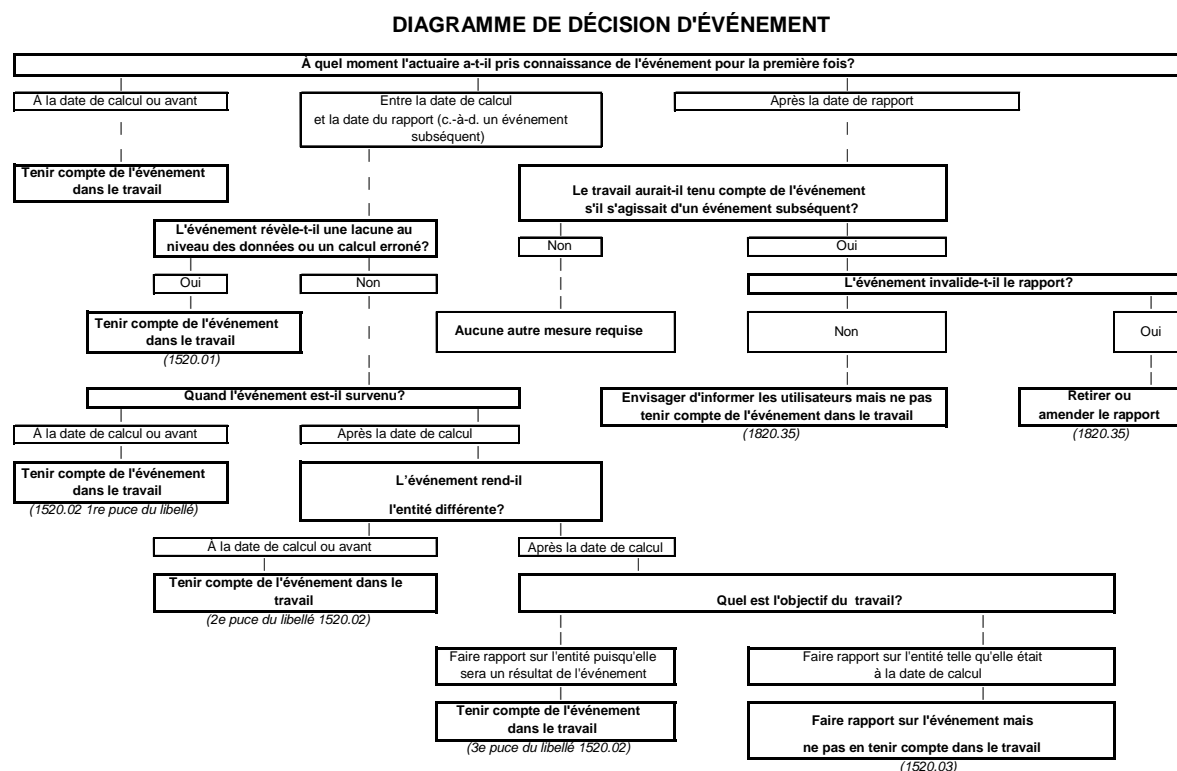 DIAGRAMME DE DÉCISION D'ÉVÉNEMENT
À quel moment l'actuaire a-t-il pris connaissance de l'événement pour la première fois?
À la date de calcul ou avant
Entre la date de calcul
et la date du rapport (c.-à-d. un événement
subséquent)
Après la date de rapport
Tenir compte de l'événement
dans le travail
Le travail aurait-il tenu compte de l'événement
s'il s'agissait d'un événement subséquent?
L'événement révèle-t-il une lacune au
niveau des données ou un calcul erroné?
Non
Oui
Oui
Non
L'événement invalide-t-il le rapport?
Tenir compte de l'événement
dans le travail
(1520.01)
Aucune autre mesure requise
Non
Oui
Quand l'événement est-il survenu?
Envisager d'informer les utilisateurs mais ne pas
tenir compte de l'événement dans le travail
(1820.35)
Retirer ou
amender le rapport
(1820.35)
À la date de calcul ou avant
Après la date de calcul
Tenir compte de l'événement
dans le travail
(1520.02 1re puce du libellé)
L'événement rend-il
l'entité différente?
À la date de calcul ou avant
Après la date de calcul
Tenir compte de l'événement dans le
travail
(2e puce du libellé 1520.02)
Quel est l'objectif du travail?
Faire rapport sur l'entité puisqu'elle
sera un résultat de l'événement
Faire rapport sur l'entité telle qu'elle était
à la date de calcul
Tenir compte de l'événement
dans le travail
(3e puce du libellé 1520.02)
Faire rapport sur l'événement mais
ne pas en tenir compte dans le travail
(1520.03)